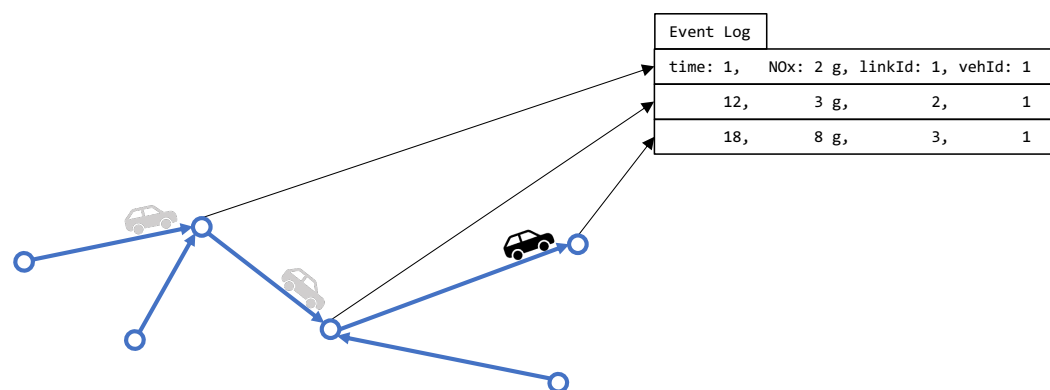 Event Log
time: 1, NOx: 2 g, linkId: 1, vehId: 1
12, 3 g, 2, 1
18, 8 g, 3, 1